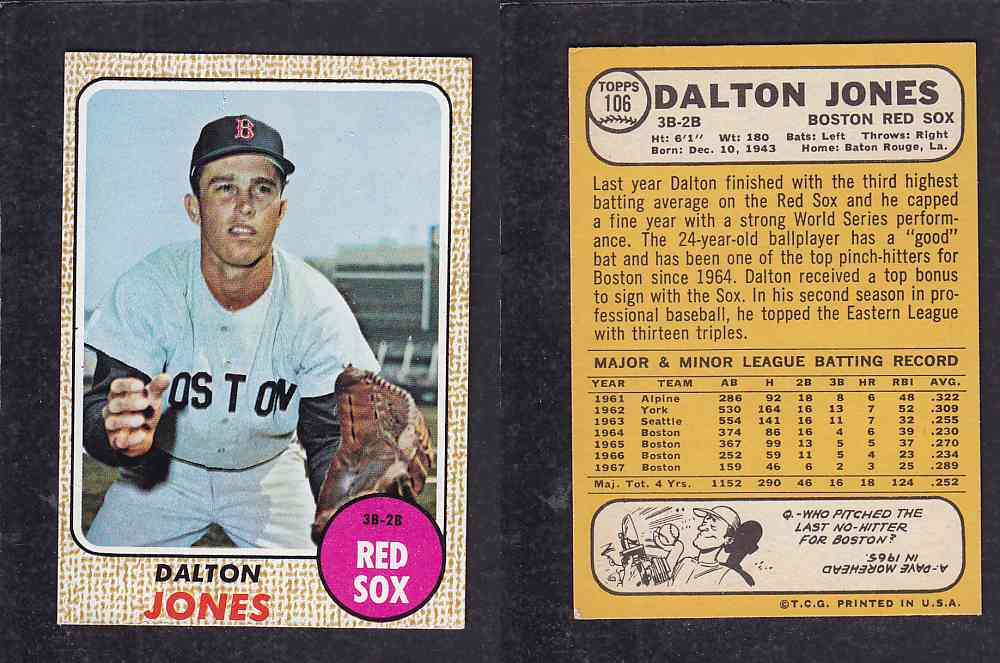 B
BOSTON
3B-2B
RED
SOX
DALTON
JONES
TOPPS
106
DALTON JONES
3B-2B BOSTON RED SOX
Ht: 6'1" Wt: 180 Bats: Left Throws: Right
Born: Dec. 10, 1943 Home: Baton Rouge, La.
Last year Dalton finished with the third highest
batting average on the Red Sox and he capped
a fine year with a strong World Series perform-
ance. The 24-year-old ballplayer has a "good"
bat and has been one of the top pinch-hitters for
Boston since 1964. Dalton received a top bonus
to sign with the Sox. In his second season in pro-
fessional baseball, he topped the Eastern League
with thirteen triples.
MAJOR & MINOR LEAGUE BATTING RECORD
YEAR TEAM AB H 2B 3B HR RBI AVG.
1961 Alpine 286 92 18 8 6 48 .322
1962 York 530 164 16 13 7 52 .309
1963 Seattle 554 141 16 11 7 32 .255
1964 Boston 374 86 16 4 6 39 .230
1965 Boston 367 99 13 5 5 37 .270
1966 Boston 252 59 11 5 4 23 .234
1967 Boston 159 46 6 2 3 25 .289
Maj. Tot. 4 Yrs. 1152 290 46 16 18 124 .252
Q.-WHO PITCHED THE
LAST NO-HITTER
FOR BOSTON?
A-DAVE MOREHEAD
IN 1965.
©T.C.G. PRINTED IN U.S.A.